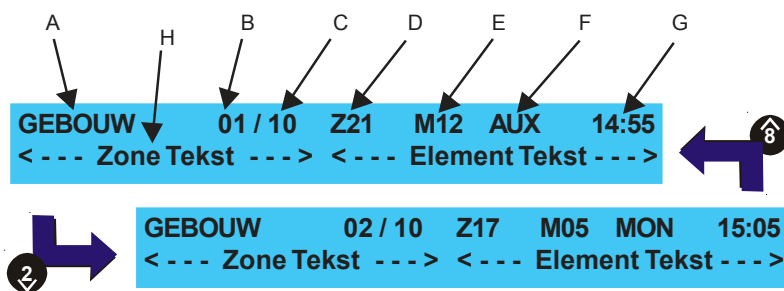 A H B C D E F G
GEBOUW 01 / 10 Z21 M12 AUX 14:55
< - - - Zone Tekst - - - > < - - - Element Tekst - - - >
8
GEBOUW 02 / 10 Z17 M05 MON 15:05
< - - - Zone Tekst - - - > < - - - Element Tekst - - - >
2